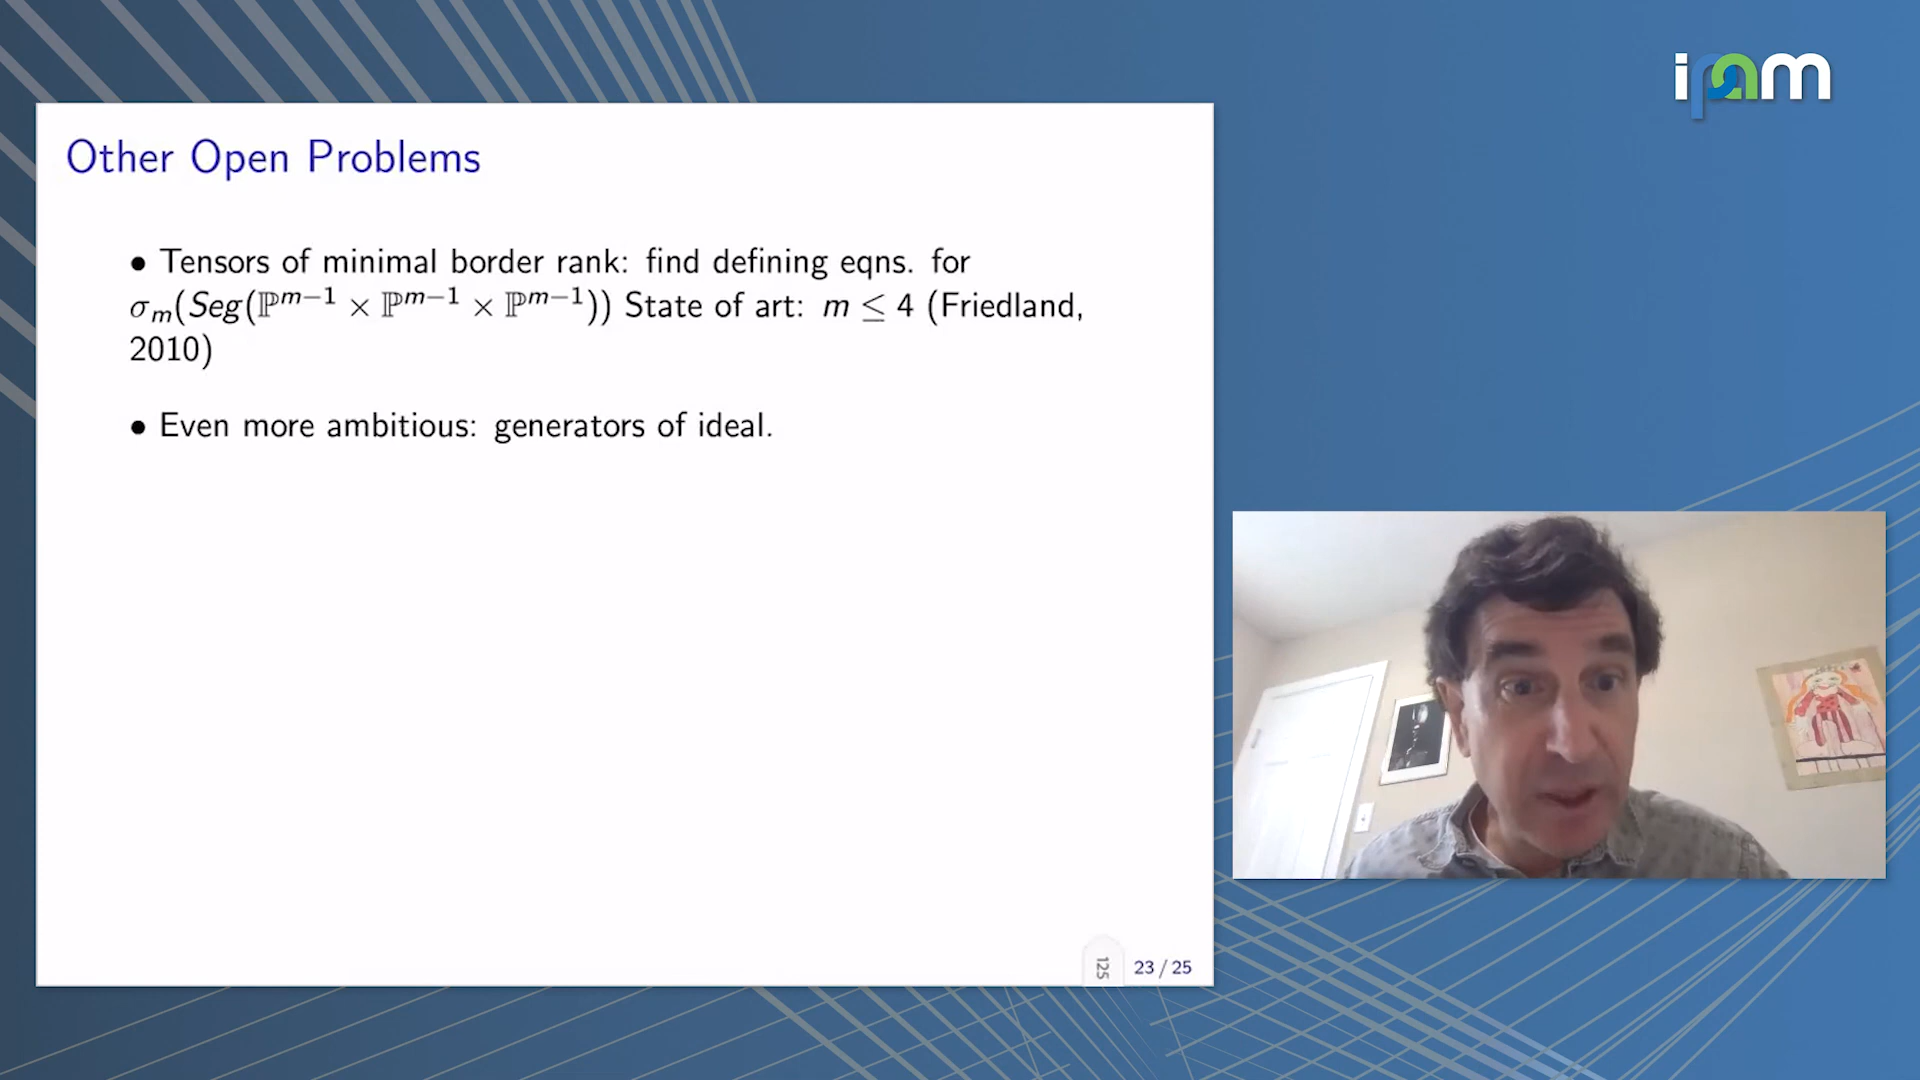 ipam
Other Open Problems
• Tensors of minimal border rank: find defining eqns. for
σₘ(Seg(ℙᵐ⁻¹ × ℙᵐ⁻¹ × ℙᵐ⁻¹)) State of art: m ≤ 4 (Friedland,
2010)
• Even more ambitious: generators of ideal.
125
23 / 25